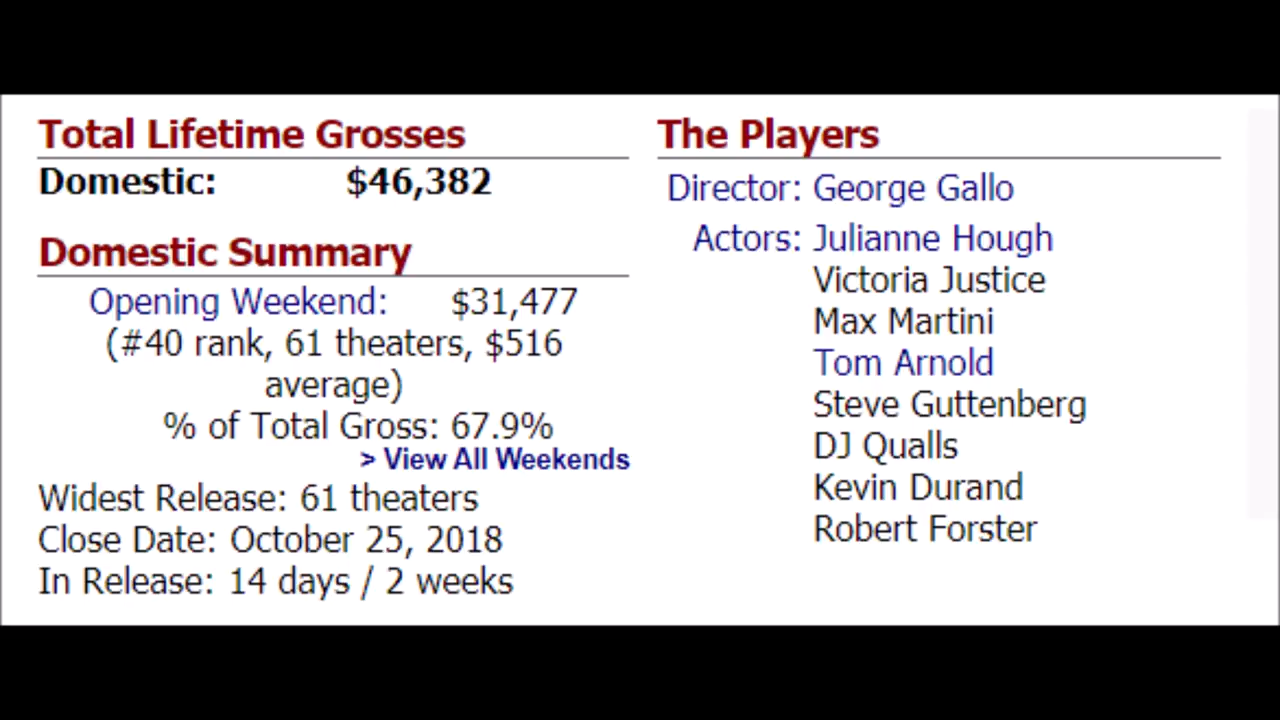 Total Lifetime Grosses
Domestic: $46,382
Domestic Summary
Opening Weekend: $31,477
(#40 rank, 61 theaters, $516
average)
% of Total Gross: 67.9%
> View All Weekends
Widest Release: 61 theaters
Close Date: October 25, 2018
In Release: 14 days / 2 weeks
The Players
Director: George Gallo
Actors: Julianne Hough
Victoria Justice
Max Martini
Tom Arnold
Steve Guttenberg
DJ Qualls
Kevin Durand
Robert Forster